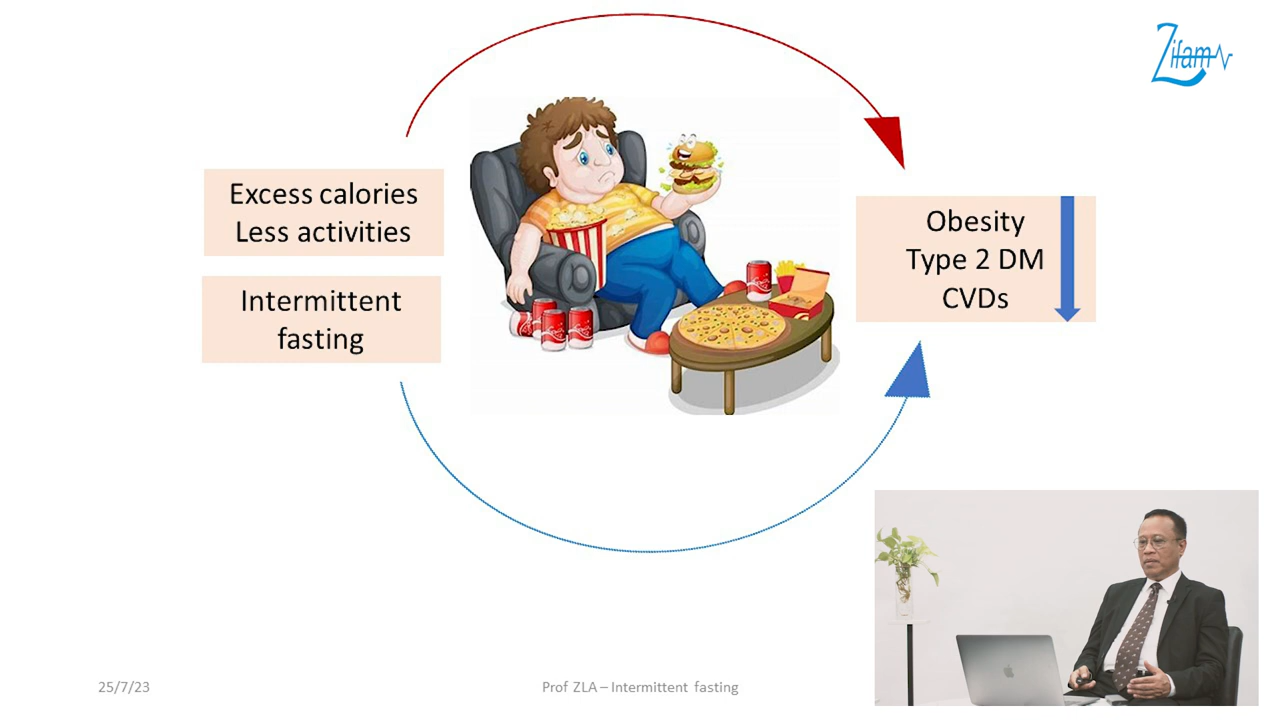 Zifam
Excess calories
Less activities
Intermittent
fasting
Obesity
Type 2 DM
CVDs
25/7/23
Prof ZLA – Intermittent fasting